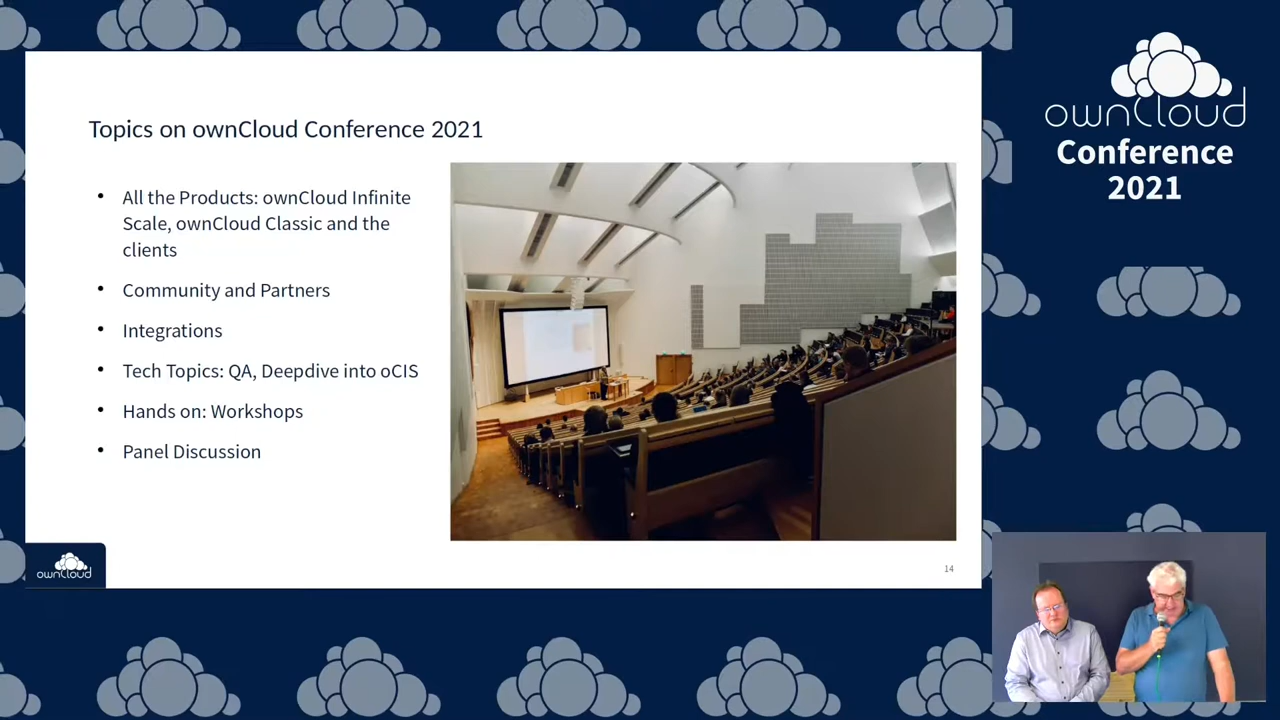 Topics on ownCloud Conference 2021
All the Products: ownCloud Infinite
Scale, ownCloud Classic and the
clients
Community and Partners
Integrations
Tech Topics: QA, Deepdive into oCIS
Hands on: Workshops
Panel Discussion
ownCloud
14
ownCloud
Conference
2021